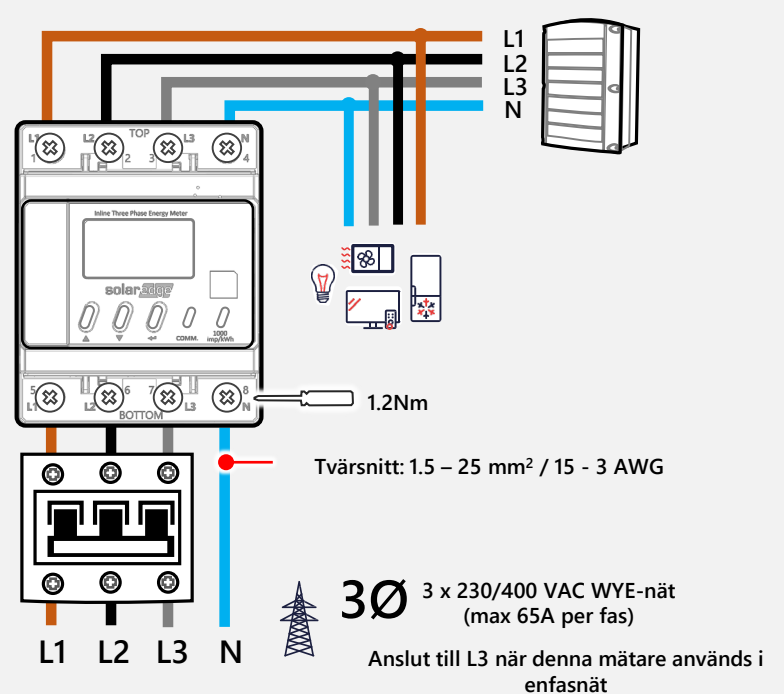 L1
L2
L3
N
L1 L2 TOP L3 N
1 2 3 4
Inline Three Phase Energy Meter
solaredge
COMM. 1000 imp/kWh
5 6 7 8
L1 L2 L3 N
BOTTOM
1.2Nm
Tvärsnitt: 1.5 – 25 mm² / 15 - 3 AWG
3Ø 3 x 230/400 VAC WYE-nät
(max 65A per fas)
L1 L2 L3 N
Anslut till L3 när denna mätare används i
enfasnät